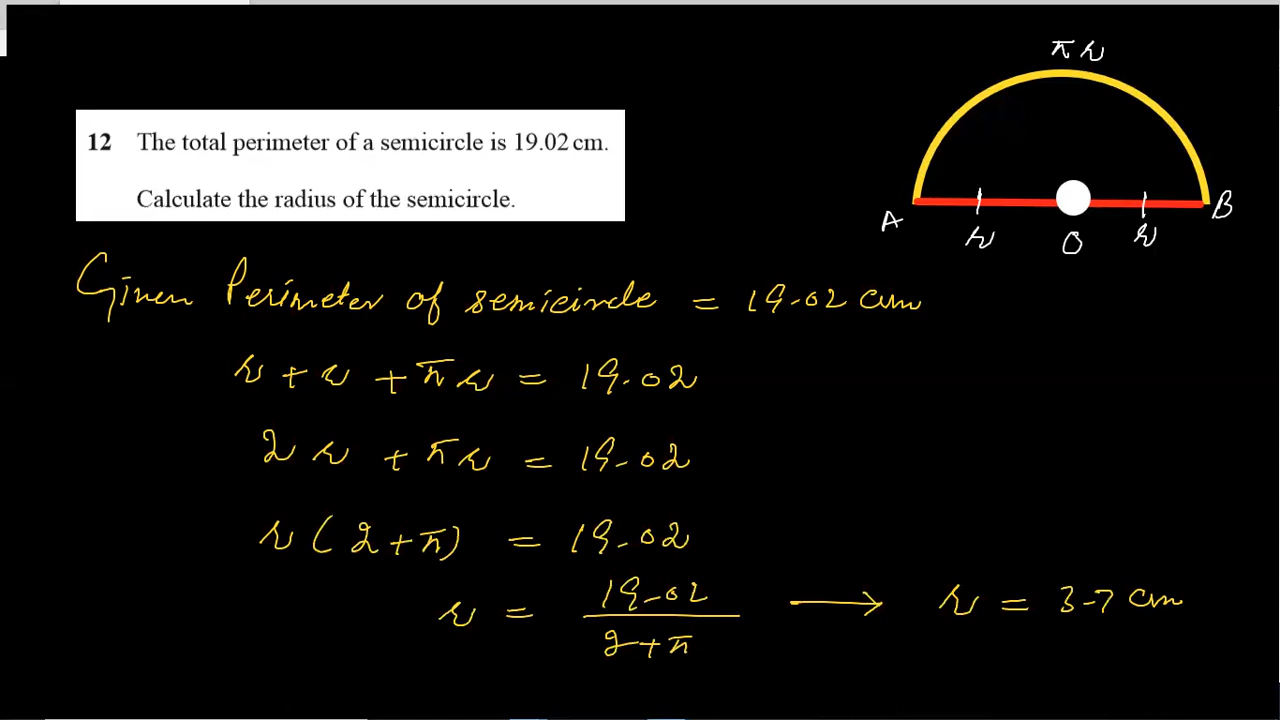 πr
12 The total perimeter of a semicircle is 19.02 cm.
Calculate the radius of the semicircle.
A r O r B
Given Perimeter of semicircle = 19.02 cm
r + r + πr = 19.02
2r + πr = 19.02
r(2+π) = 19.02
r = 19.02 / 2+π → r = 3.7 cm